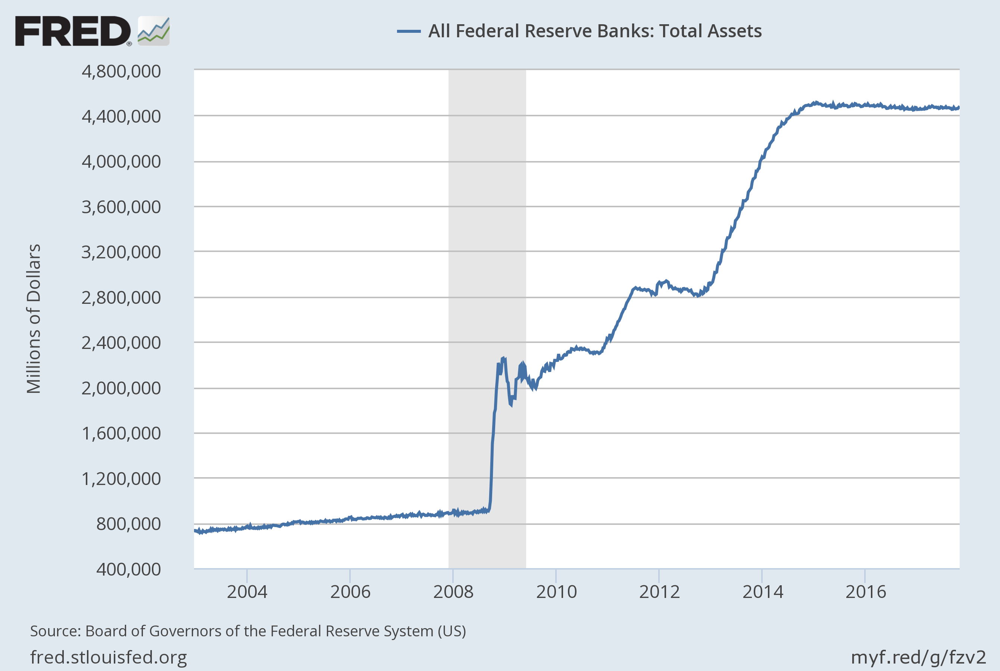 FRED®
All Federal Reserve Banks: Total Assets
4,800,000
4,400,000
4,000,000
3,600,000
3,200,000
2,800,000
2,400,000
2,000,000
1,600,000
1,200,000
800,000
400,000
Millions of Dollars
2004 2006 2008 2010 2012 2014 2016
Source: Board of Governors of the Federal Reserve System (US)
fred.stlouisfed.org
myf.red/g/fzv2